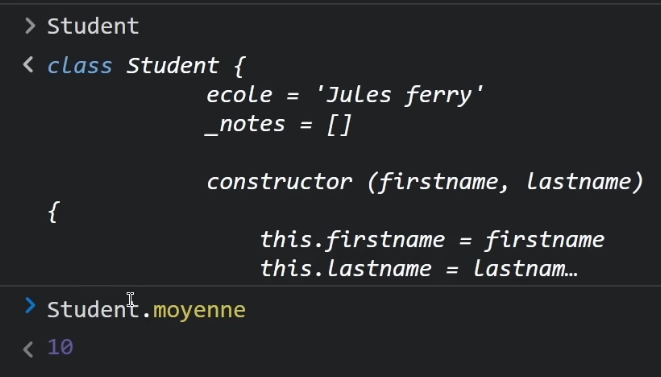 > Student
< class Student {
ecole = 'Jules ferry'
_notes = []
constructor (firstname, lastname)
{
this.firstname = firstname
this.lastname = lastnam…
> Student.moyenne
< 10